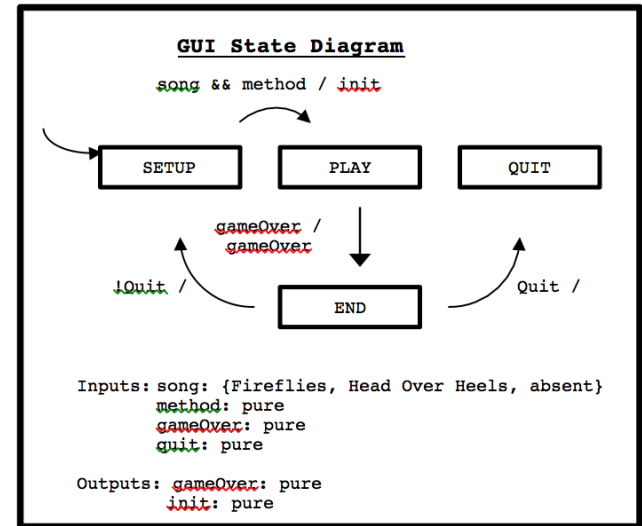 GUI State Diagram
song && method / init
SETUP
PLAY
QUIT
gameOver /
gameOver
!Quit /
Quit /
END
Inputs: song: {Fireflies, Head Over Heels, absent}
method: pure
gameOver: pure
quit: pure
Outputs: gameOver: pure
init: pure